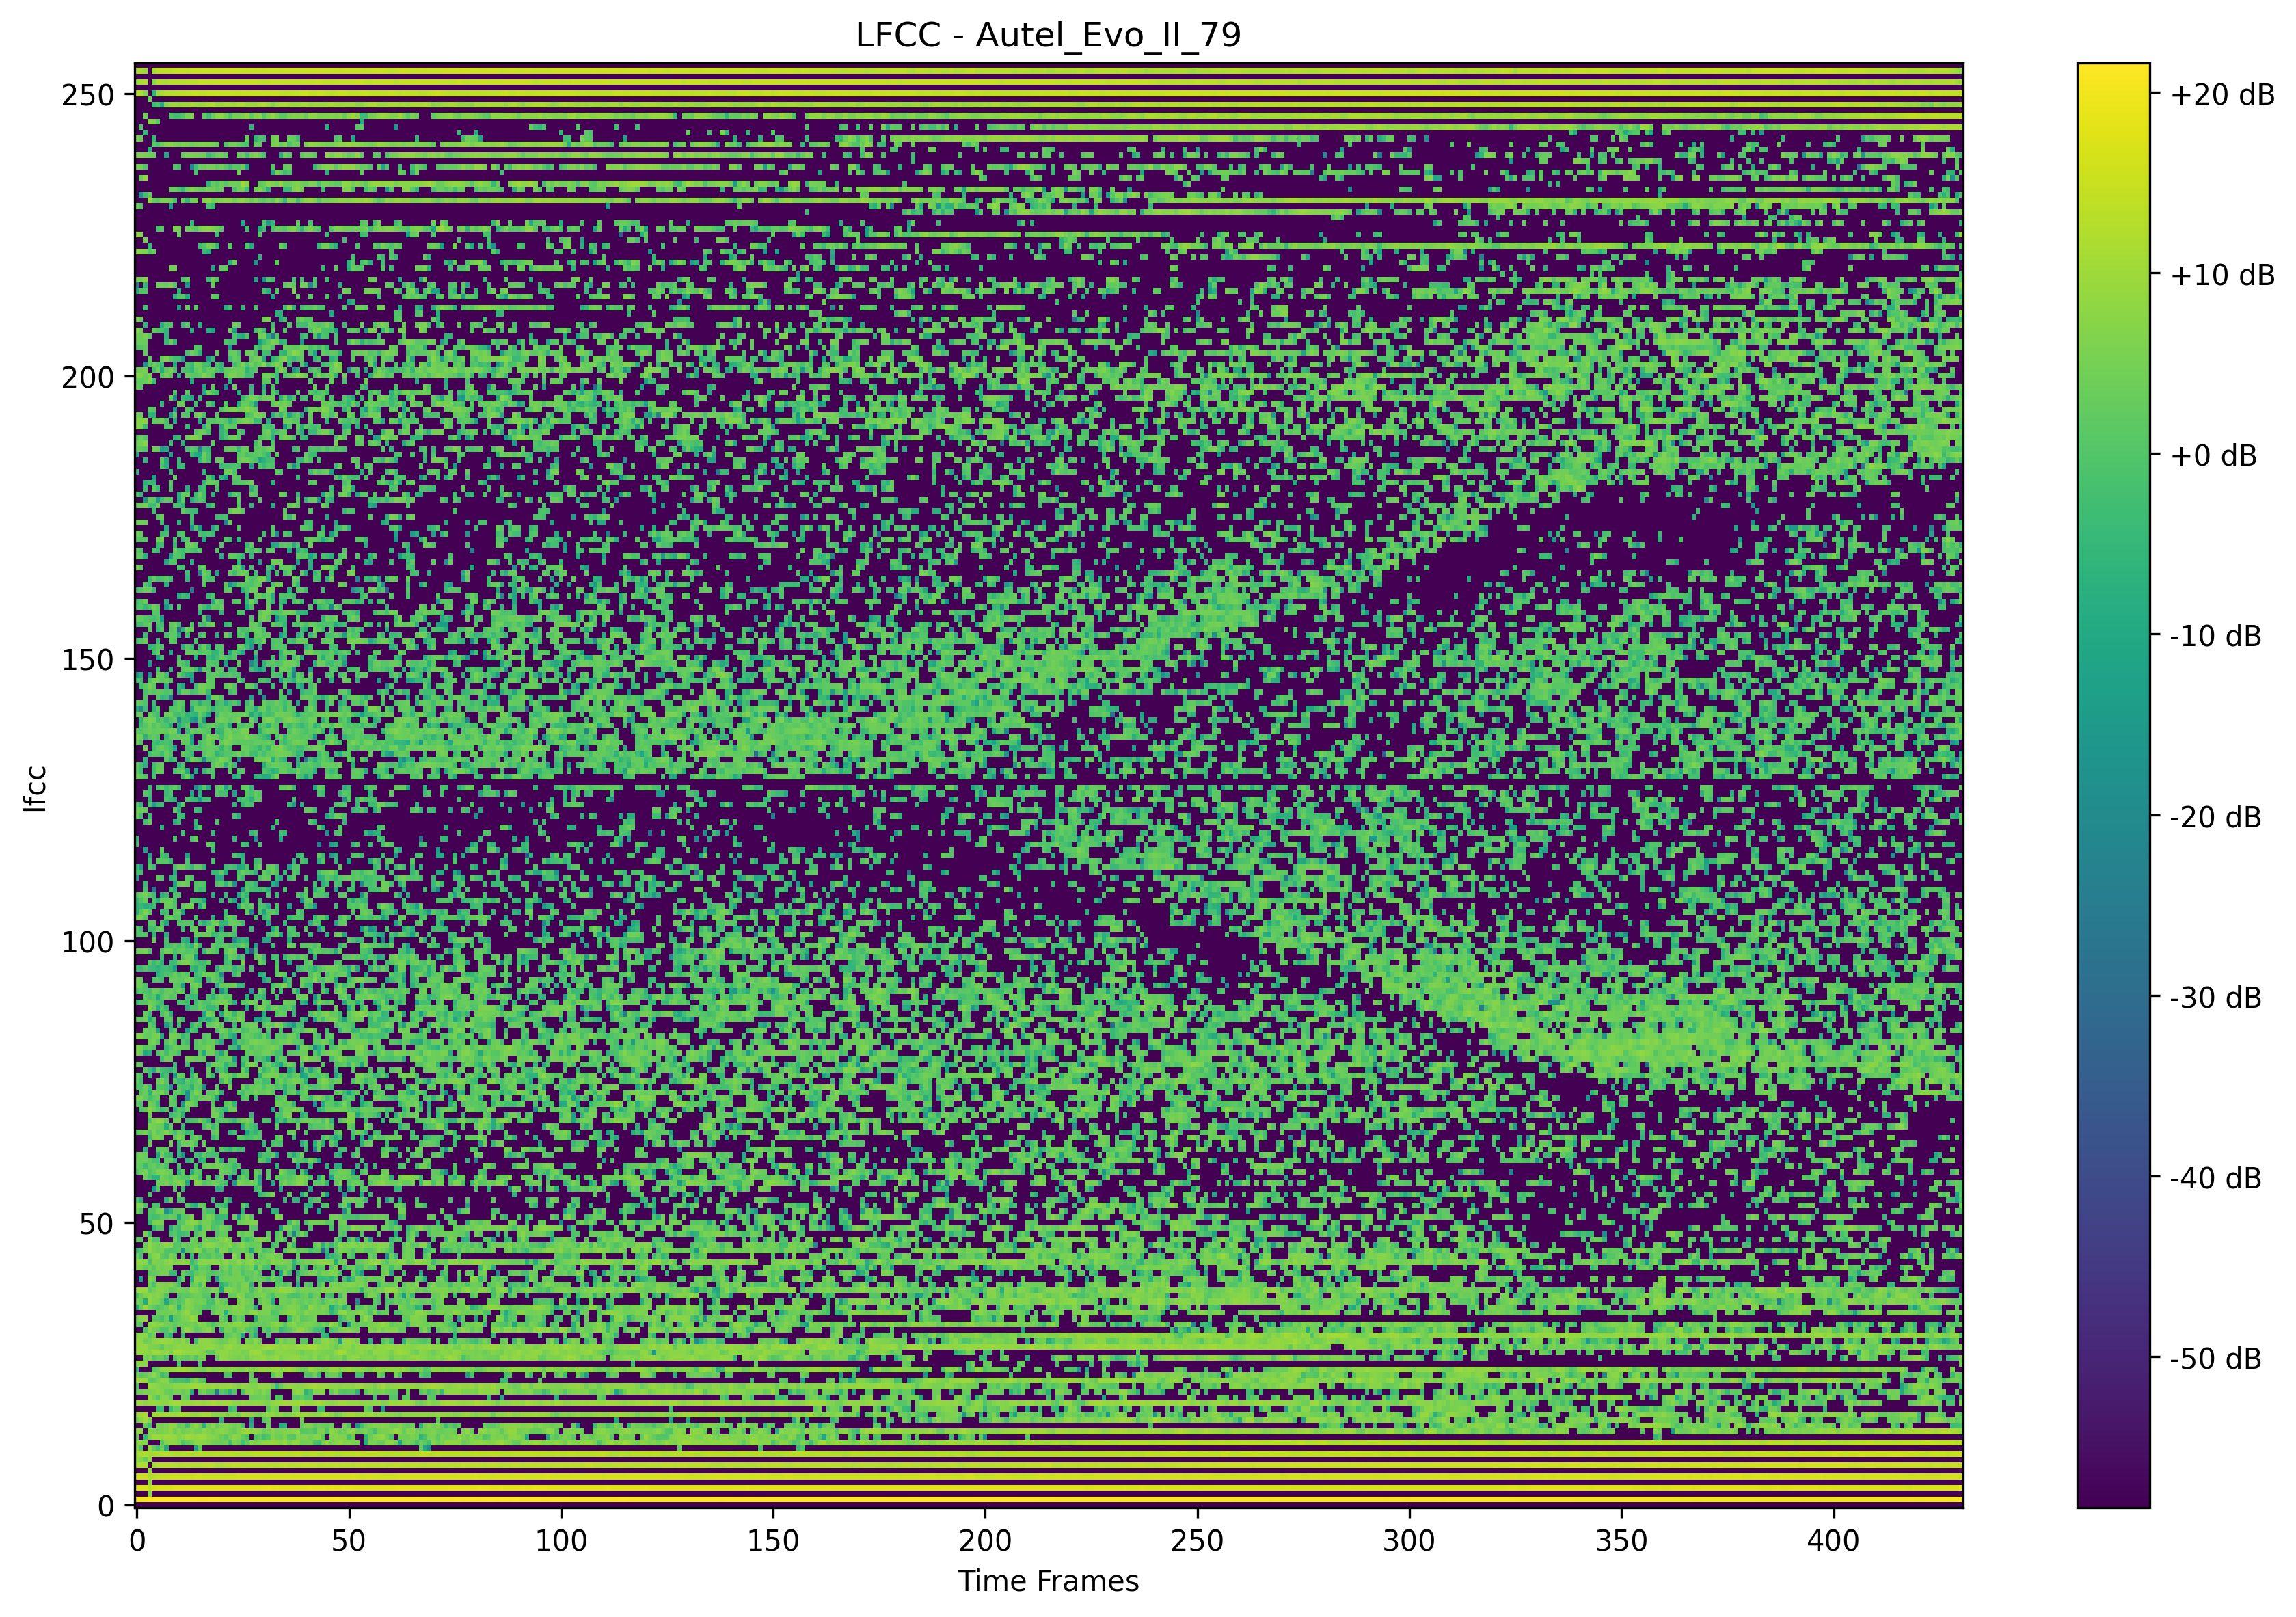 LFCC - Autel_Evo_II_79
250
200
150
100
50
0
lfcc
0 50 100 150 200 250 300 350 400
Time Frames
+20 dB
+10 dB
+0 dB
-10 dB
-20 dB
-30 dB
-40 dB
-50 dB